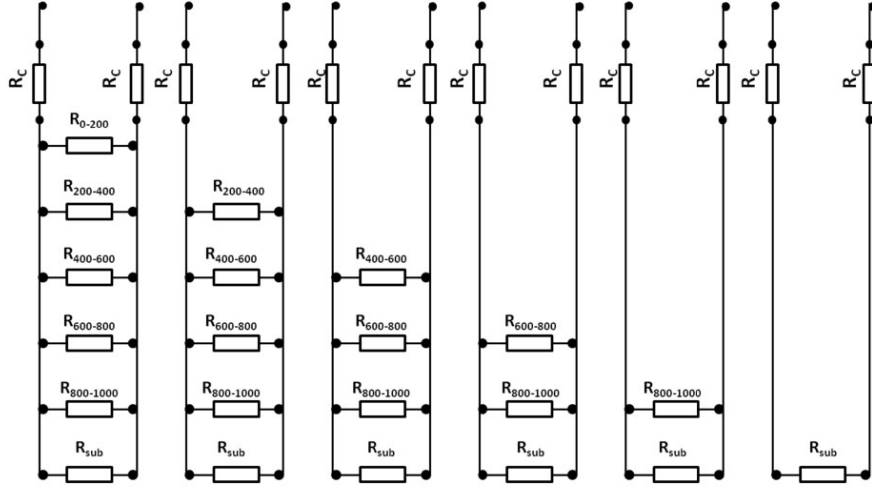 R_C R_C R_C R_C R_C R_C R_C R_C R_C R_C R_C R_C
R_0-200
R_200-400 R_200-400
R_400-600 R_400-600 R_400-600
R_600-800 R_600-800 R_600-800 R_600-800
R_800-1000 R_800-1000 R_800-1000 R_800-1000 R_800-1000
R_sub R_sub R_sub R_sub R_sub R_sub